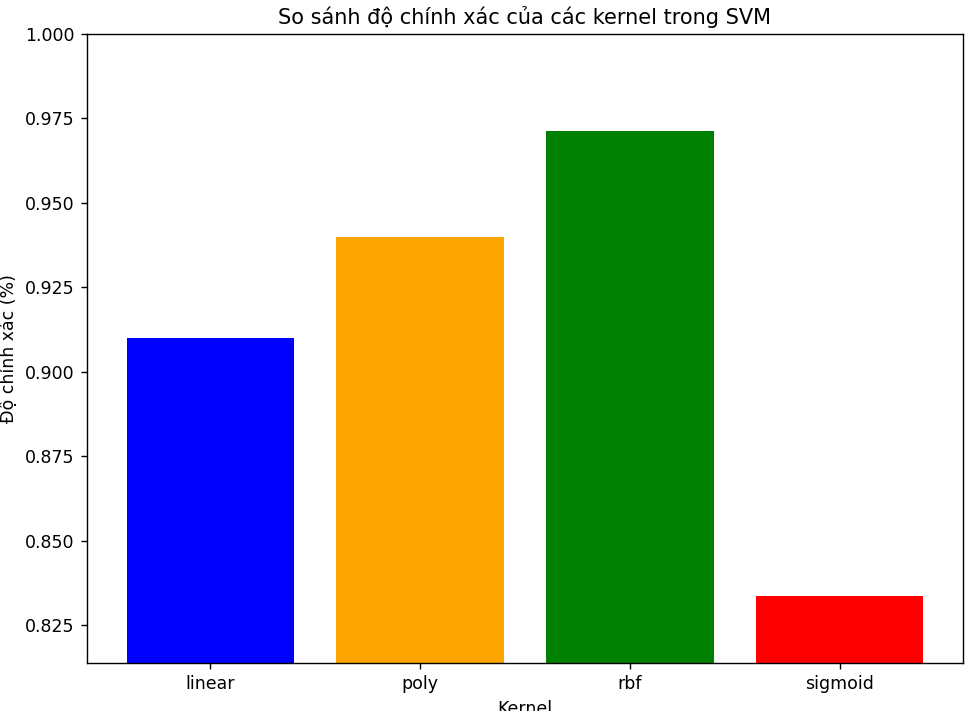 So sánh độ chính xác của các kernel trong SVM
Độ chính xác (%)
1.000
0.975
0.950
0.925
0.900
0.875
0.850
0.825
linear poly rbf sigmoid
Kernel